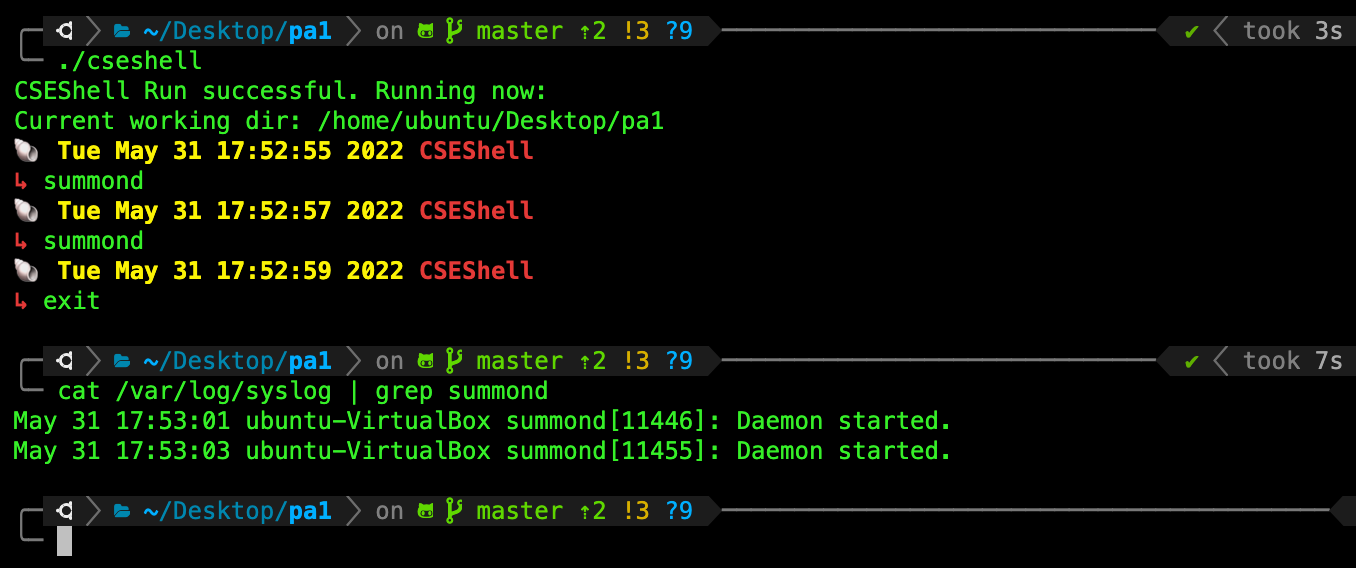 ~/Desktop/pa1 on master ⇡2 !3 ?9 ✔ took 3s
./cseshell
CSEShell Run successful. Running now:
Current working dir: /home/ubuntu/Desktop/pa1
🐚 Tue May 31 17:52:55 2022 CSEShell
↳ summond
🐚 Tue May 31 17:52:57 2022 CSEShell
↳ summond
🐚 Tue May 31 17:52:59 2022 CSEShell
↳ exit
~/Desktop/pa1 on master ⇡2 !3 ?9 ✔ took 7s
cat /var/log/syslog | grep summond
May 31 17:53:01 ubuntu-VirtualBox summond[11446]: Daemon started.
May 31 17:53:03 ubuntu-VirtualBox summond[11455]: Daemon started.
~/Desktop/pa1 on master ⇡2 !3 ?9